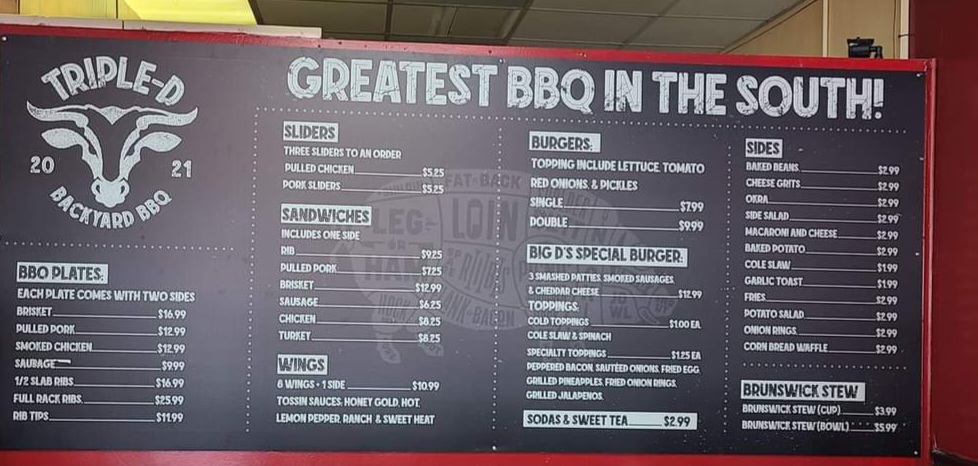 TRIPLE-D
20 21
BACKYARD BBQ
GREATEST BBQ IN THE SOUTH!
BBQ PLATES:
EACH PLATE COMES WITH TWO SIDES
BRISKET $16.99
PULLED PORK $12.99
SMOKED CHICKEN $12.99
SAUSAGE $9.99
1/2 SLAB RIBS $16.99
FULL RACK RIBS $25.99
RIB TIPS $11.99
SLIDERS
THREE SLIDERS TO AN ORDER
PULLED CHICKEN $5.25
PORK SLIDERS $5.25
SANDWICHES
INCLUDES ONE SIDE
RIB $9.25
PULLED PORK $7.25
BRISKET $12.99
SAUSAGE $6.25
CHICKEN $8.25
TURKEY $8.25
WINGS
6 WINGS + 1 SIDE $10.99
TOSSIN SAUCES: HONEY GOLD, HOT,
LEMON PEPPER, RANCH & SWEET HEAT
FAT-BACK
LEG
OR
HAM
LOIN
BACON
BURGERS:
TOPPING INCLUDE LETTUCE, TOMATO
RED ONIONS, & PICKLES
SINGLE $7.99
DOUBLE $9.99
BIG D'S SPECIAL BURGER:
3 SMASHED PATTIES, SMOKED SAUSAGES,
& CHEDDAR CHEESE $12.99
TOPPINGS:
COLD TOPPINGS $1.00 EA
COLE SLAW & SPINACH
SPECIALTY TOPPINGS $1.25 EA
PEPPERED BACON, SAUTÉED ONIONS, FRIED EGG,
GRILLED PINEAPPLES, FRIED ONION RINGS,
GRILLED JALAPENOS.
SODAS & SWEET TEA $2.99
SIDES
BAKED BEANS $2.99
CHEESE GRITS $2.99
OKRA $2.99
SIDE SALAD $2.99
MACARONI AND CHEESE $2.99
BAKED POTATO $2.99
COLE SLAW $1.99
GARLIC TOAST $1.99
FRIES $2.99
POTATO SALAD $2.99
ONION RINGS $2.99
CORN BREAD WAFFLE $2.99
BRUNSWICK STEW
BRUNSWICK STEW (CUP) $3.99
BRUNSWICK STEW (BOWL) $5.99